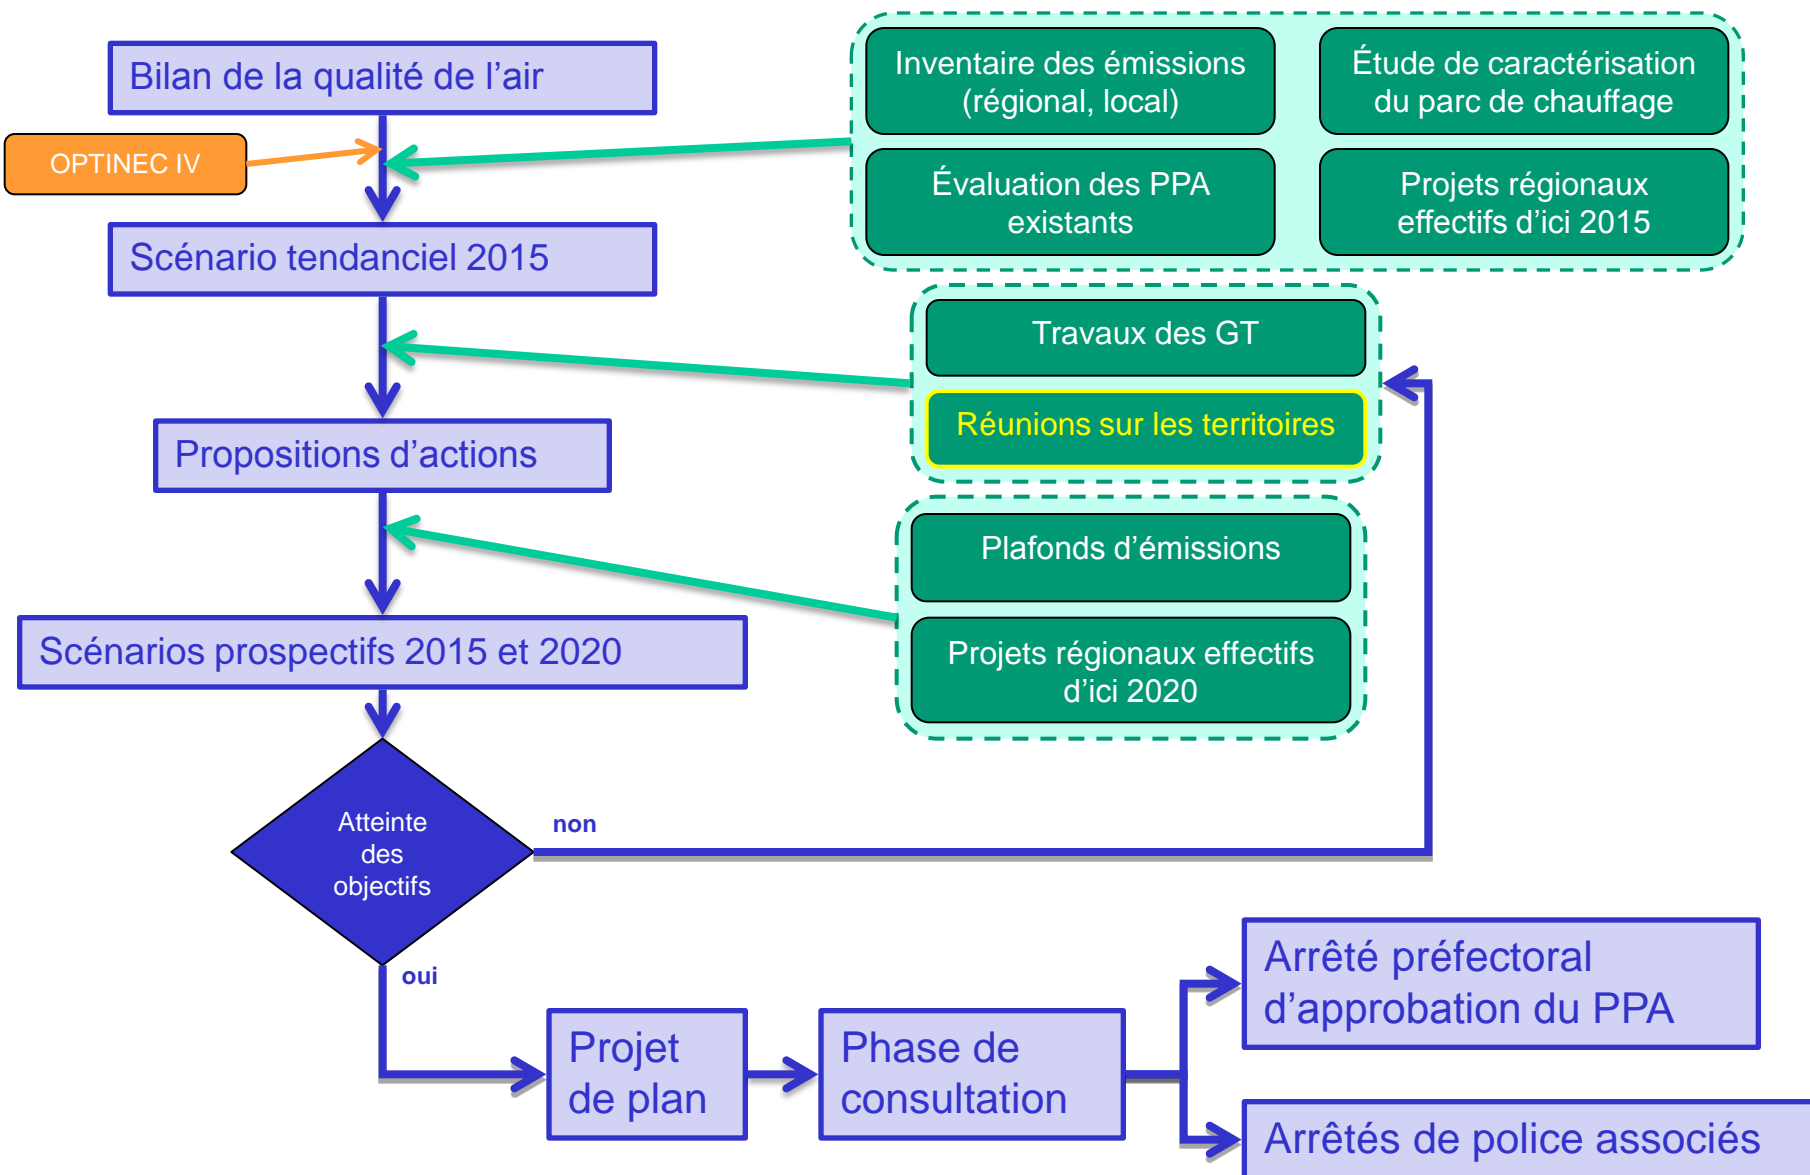 Bilan de la qualité de l’air
OPTINEC IV
Inventaire des émissions
(régional, local)
Étude de caractérisation
du parc de chauffage
Évaluation des PPA
existants
Projets régionaux
effectifs d’ici 2015
Scénario tendanciel 2015
Travaux des GT
Réunions sur les territoires
Propositions d’actions
Plafonds d’émissions
Projets régionaux effectifs
d’ici 2020
Scénarios prospectifs 2015 et 2020
Atteinte
des
objectifs
non
oui
Projet
de plan
Phase de
consultation
Arrêté préfectoral
d’approbation du PPA
Arrêtés de police associés